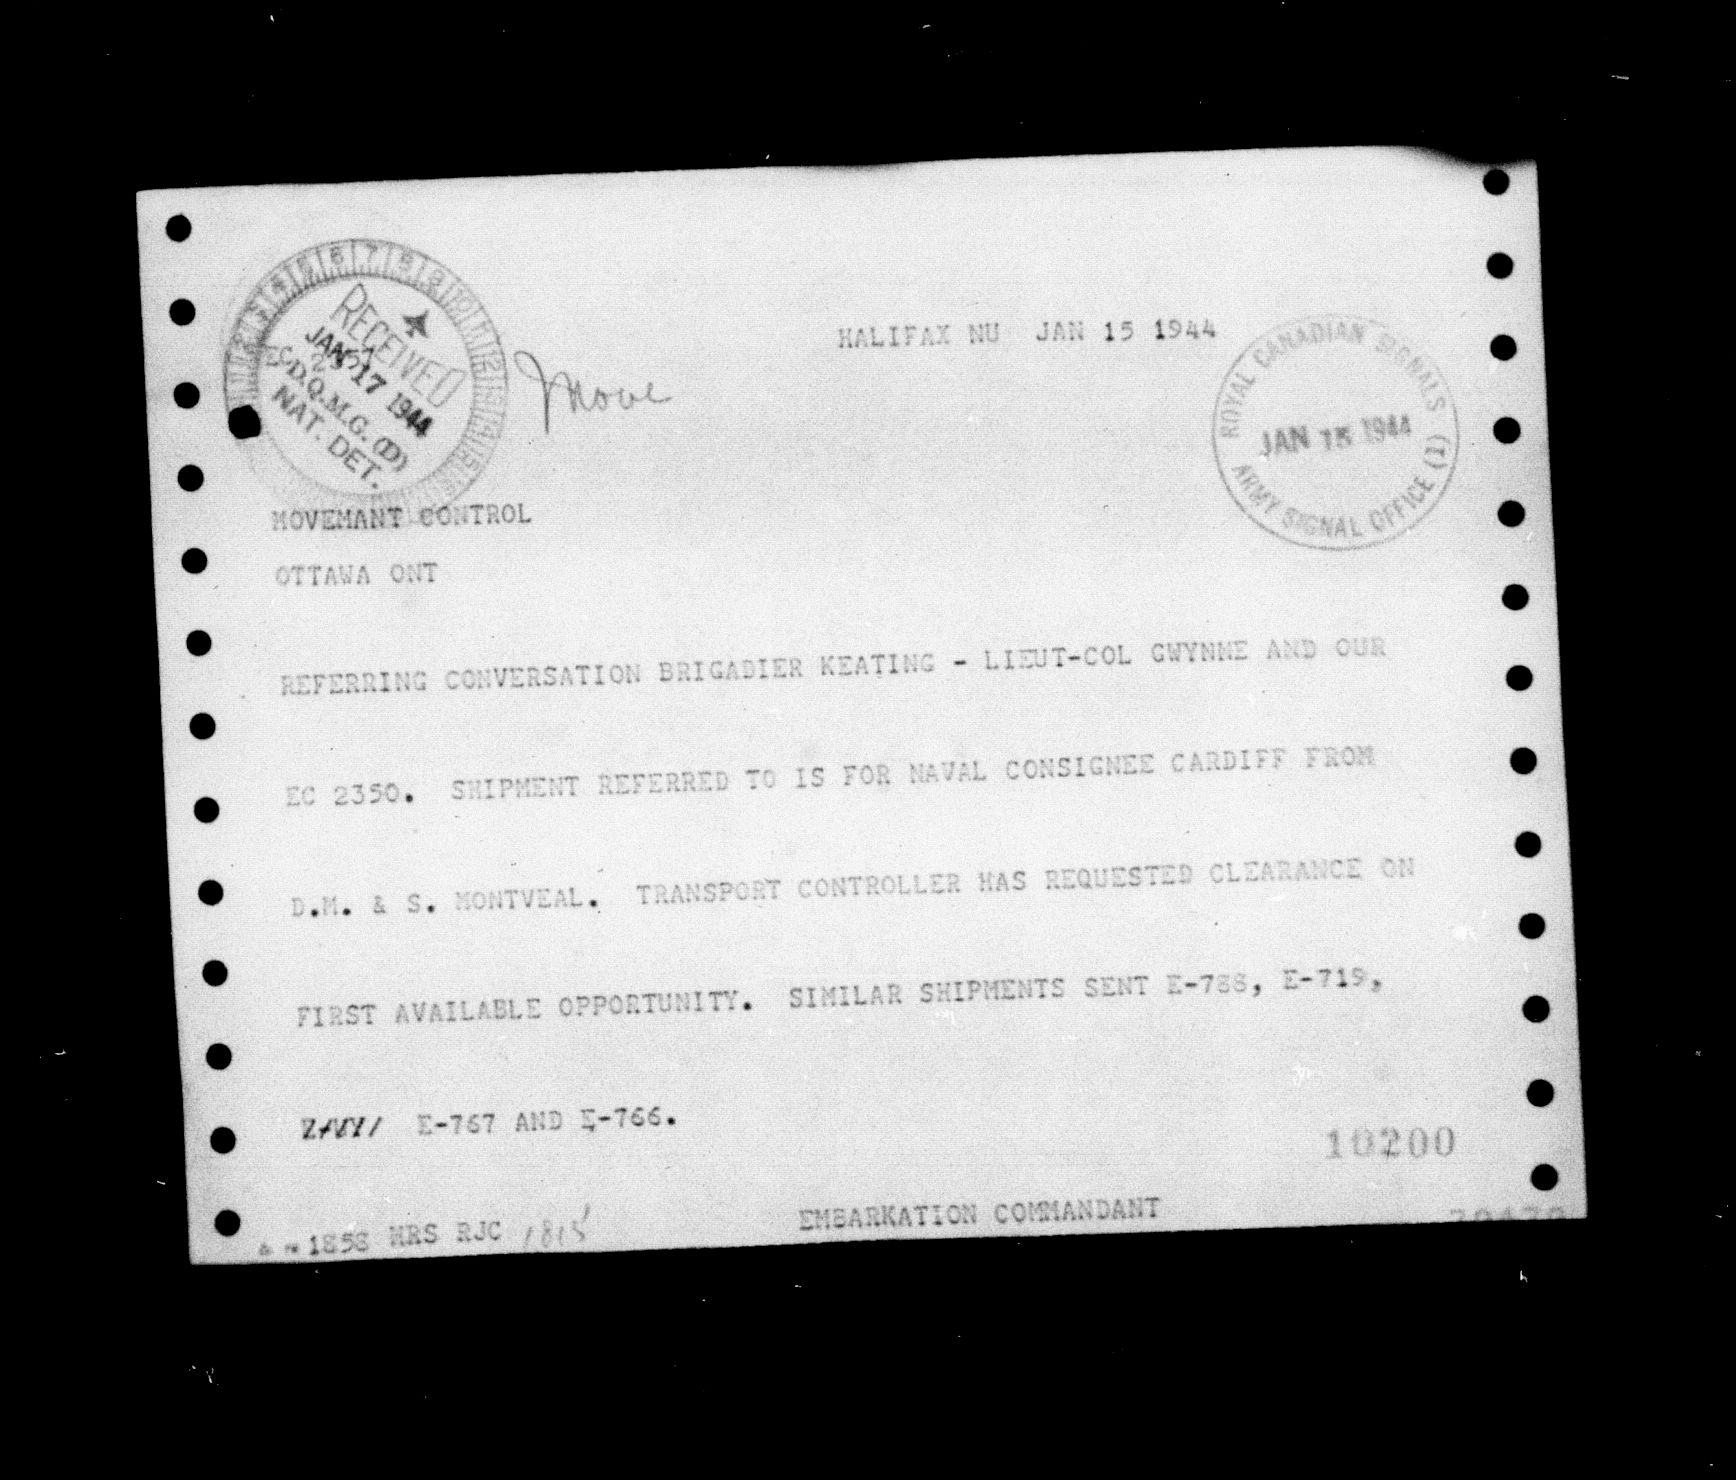 HALIFAX NU JAN 15 1944
RECEIVED
JAN 17 1944
D.Q.M.G. (D)
NAT. DET.
Move
ROYAL CANADIAN SIGNALS
JAN 15 1944
ARMY SIGNAL OFFICE (1)
MOVEMANT CONTROL
OTTAWA ONT
REFERRING CONVERSATION BRIGADIER KEATING - LIEUT-COL GWYNNE AND OUR
EC 2350. SHIPMENT REFERRED TO IS FOR NAVAL CONSIGNEE CARDIFF FROM
D.M. & S. MONTVEAL. TRANSPORT CONTROLLER HAS REQUESTED CLEARANCE ON
FIRST AVAILABLE OPPORTUNITY. SIMILAR SHIPMENTS SENT E-788, E-719,
E-767 AND E-766.
10200
1858 MRS RJC 1815 EMBARKATION COMMANDANT